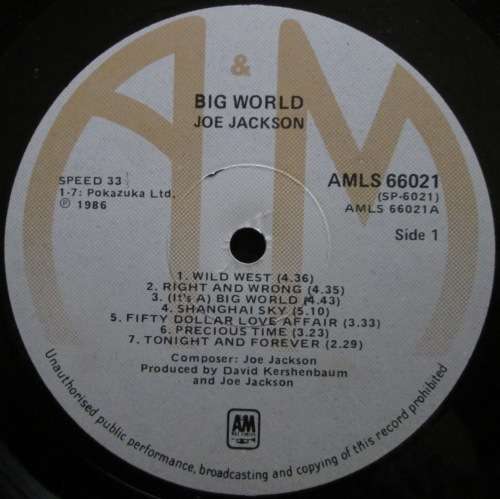 A&M
BIG WORLD
JOE JACKSON
SPEED 33
1-7: Pokazuka Ltd.
℗ 1986
AMLS 66021
(SP-6021)
AMLS 66021A
Side 1
1. WILD WEST (4.36)
2. RIGHT AND WRONG (4.35)
3. (It's A) BIG WORLD (4.43)
4. SHANGHAI SKY (5.10)
5. FIFTY DOLLAR LOVE AFFAIR (3.33)
6. PRECIOUS TIME (3.23)
7. TONIGHT AND FOREVER (2.29)
Composer: Joe Jackson
Produced by David Kershenbaum
and Joe Jackson
AM
Unauthorised public performance, broadcasting and copying of this record prohibited